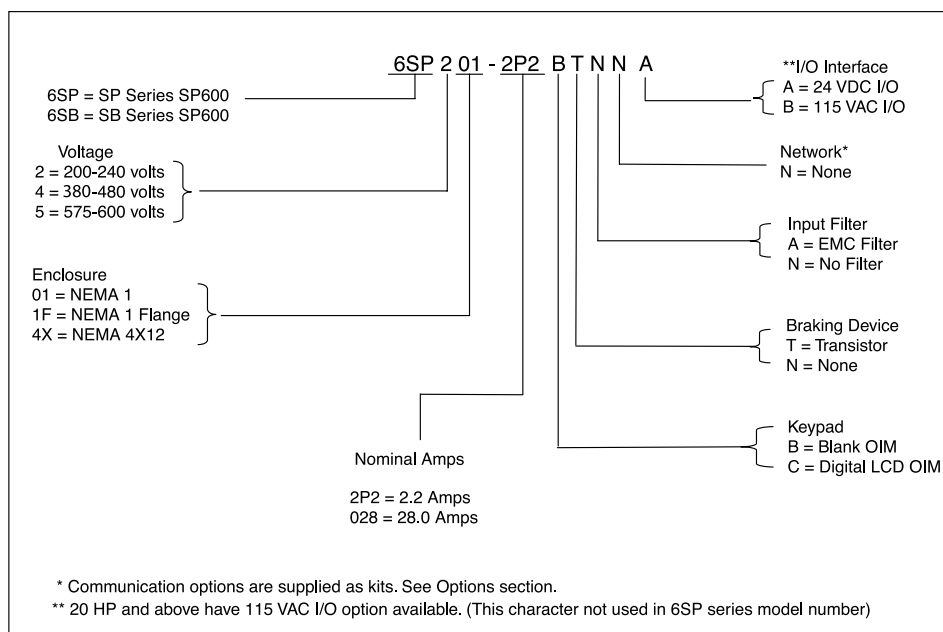 6SP 2 01 - 2P2 B T N N A
6SP = SP Series SP600
6SB = SB Series SP600
Voltage
2 = 200-240 volts
4 = 380-480 volts
5 = 575-600 volts
Enclosure
01 = NEMA 1
1F = NEMA 1 Flange
4X = NEMA 4X12
Nominal Amps
2P2 = 2.2 Amps
028 = 28.0 Amps
**I/O Interface
A = 24 VDC I/O
B = 115 VAC I/O
Network*
N = None
Input Filter
A = EMC Filter
N = No Filter
Braking Device
T = Transistor
N = None
Keypad
B = Blank OIM
C = Digital LCD OIM
* Communication options are supplied as kits. See Options section.
** 20 HP and above have 115 VAC I/O option available. (This character not used in 6SP series model number)